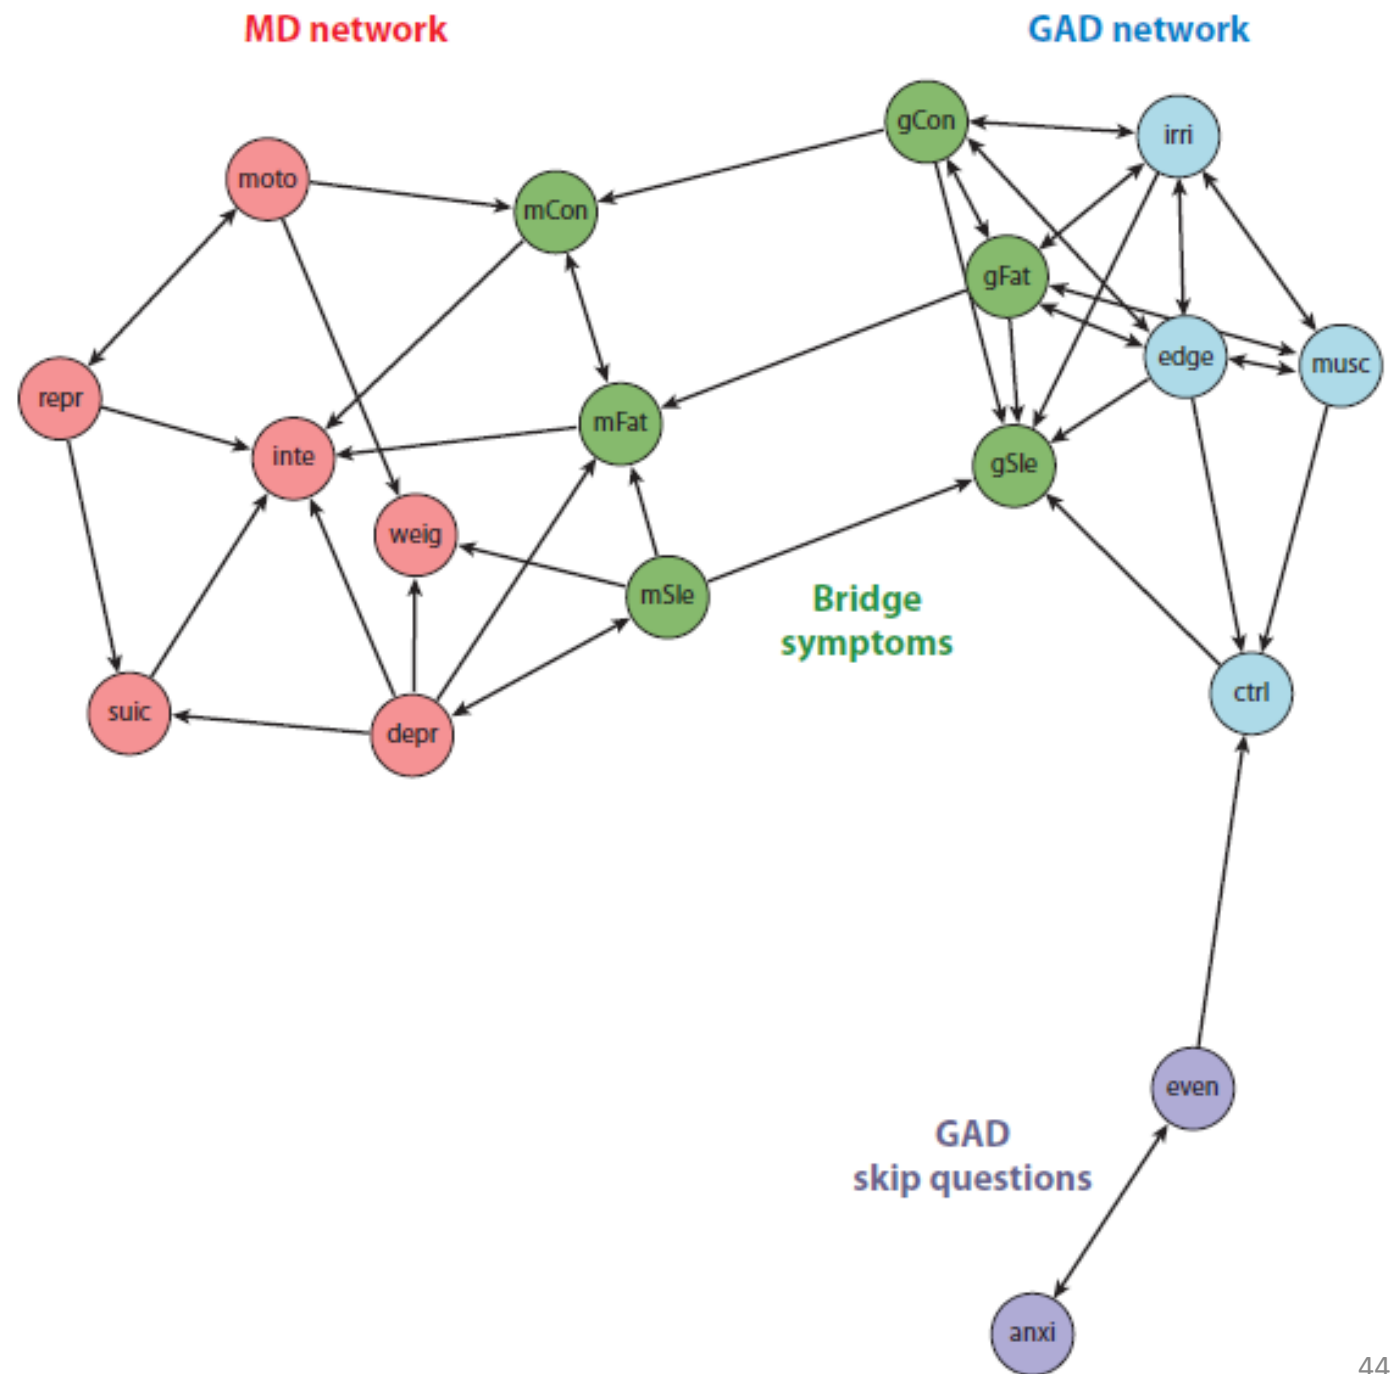 MD network
GAD network
gCon
irri
moto
mCon
gFat
edge
musc
repr
mFat
inte
gSle
weig
mSle
Bridge
symptoms
ctrl
suic
depr
even
GAD
skip questions
anxi
44